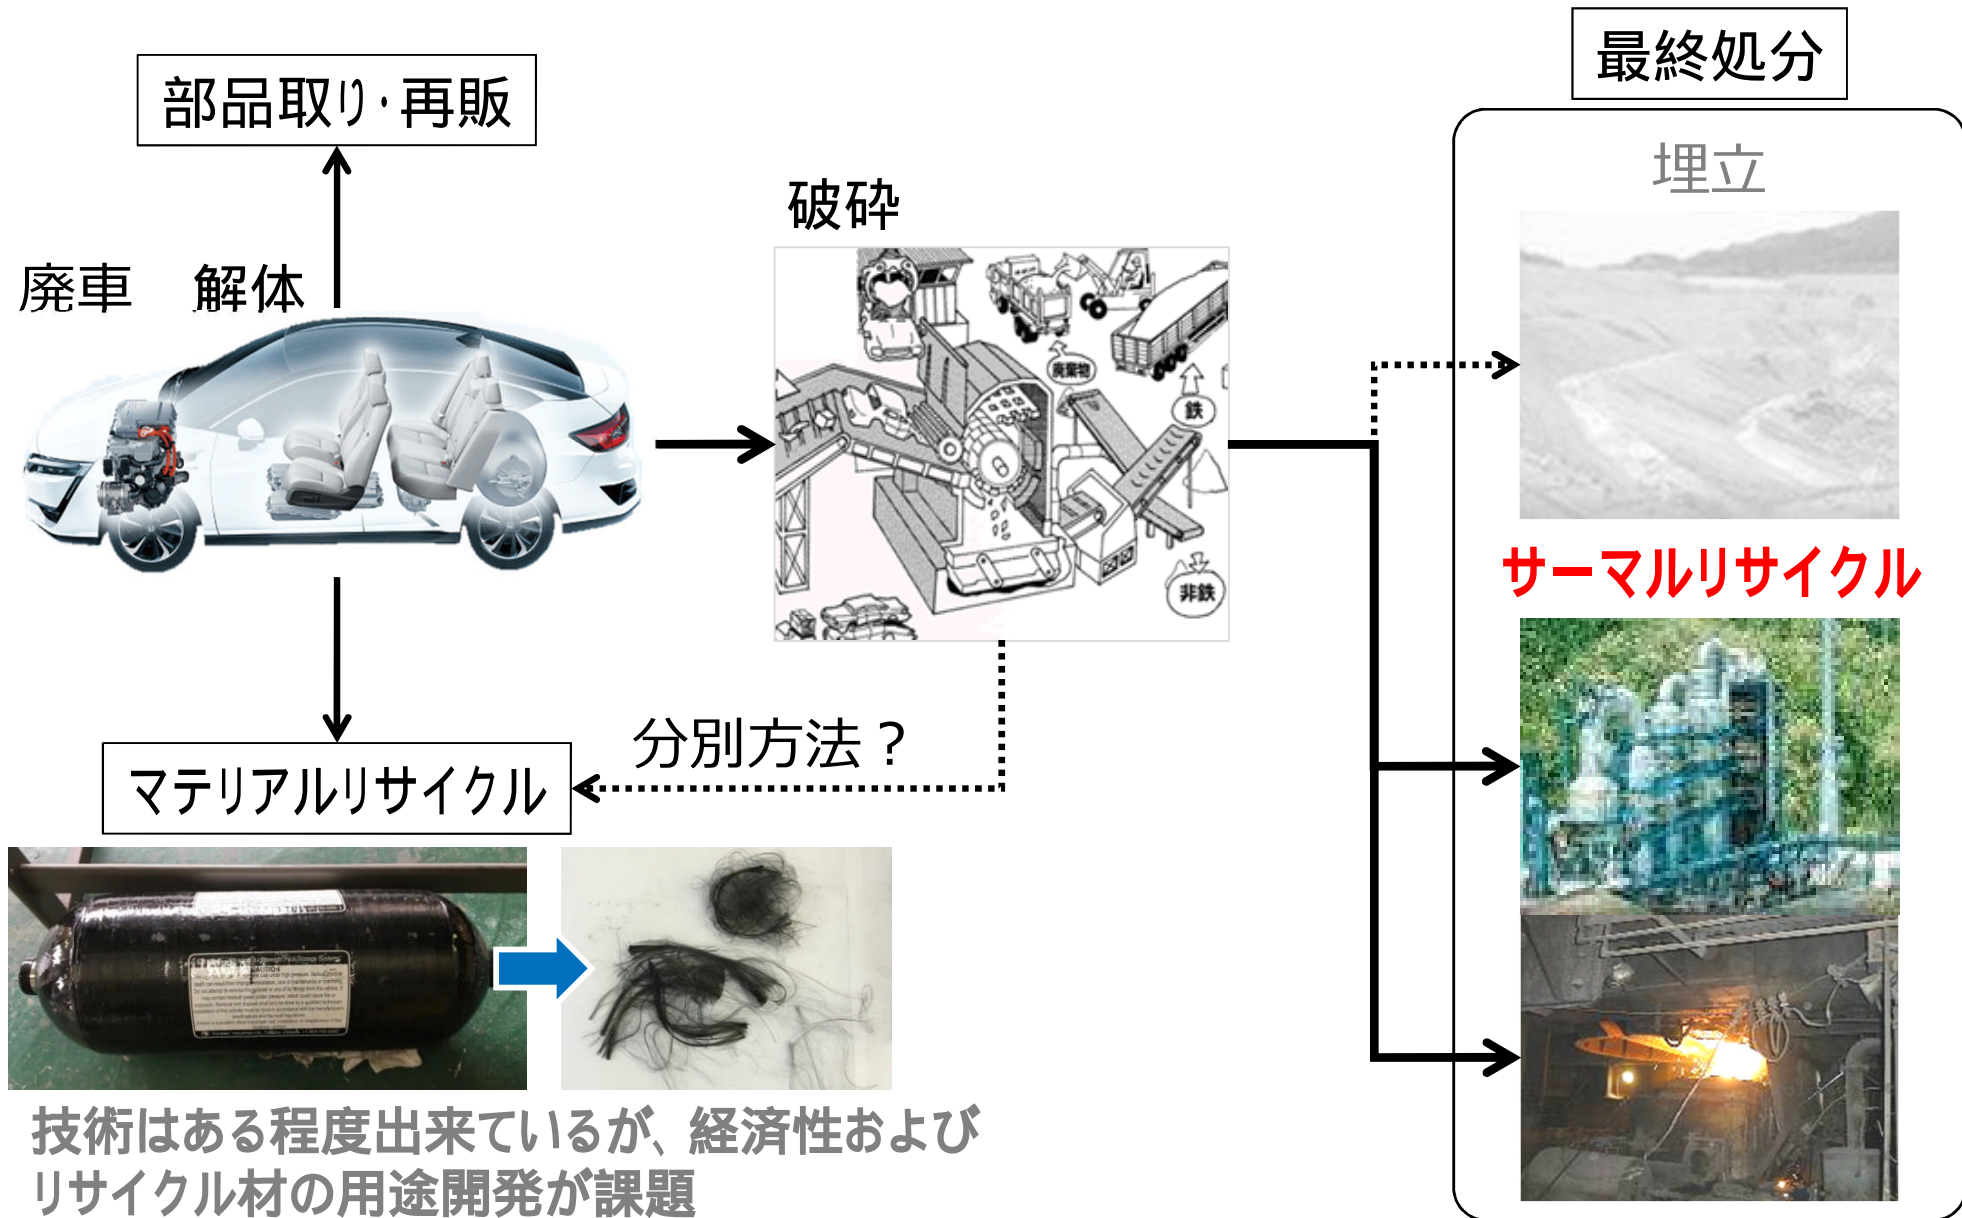 部品取り・再販
最終処分
埋立
破砕
廃車 解体
廃棄物
鉄
非鉄
サーマルリサイクル
分別方法？
マテリアルリサイクル
CAUTION
技術はある程度出来ているが、経済性および
リサイクル材の用途開発が課題